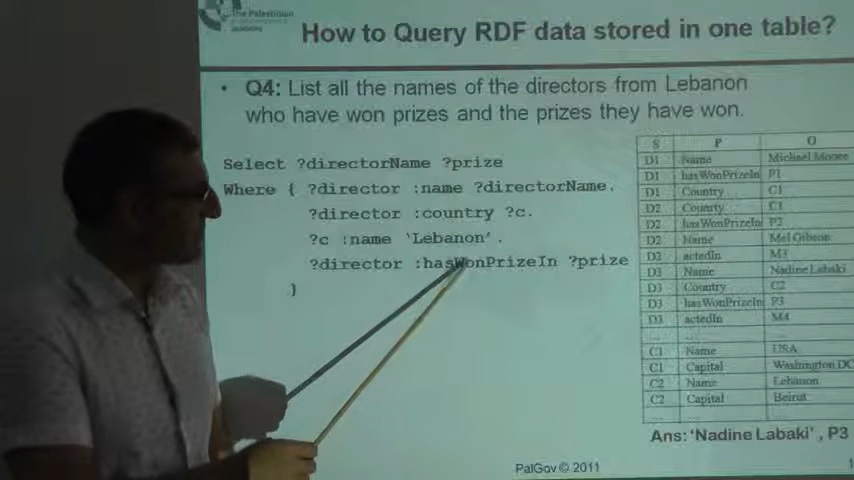 The Palestinian
How to Query RDF data stored in one table?
• Q4: List all the names of the directors from Lebanon
who have won prizes and the prizes they have won.
Select ?directorName ?prize
Where { ?director :name ?directorName.
?director :country ?c.
?c :name ‘Lebanon’.
?director :hasWonPrizeIn ?prize
}
S P O
D1 Name Michael Moore
D1 hasWonPrizeIn P1
D1 Country C1
D2 Country C1
D2 hasWonPrizeIn P2
D2 Name Mel Gibson
D2 actedIn M3
D3 Name Nadine Labaki
D3 Country C2
D3 hasWonPrizeIn P3
D3 actedIn M4
... ... ...
C1 Name USA
C1 Capital Washington DC
C2 Name Lebanon
C2 Capital Beirut
... ... ...
Ans: ‘Nadine Labaki’ , P3
PalGov © 2011